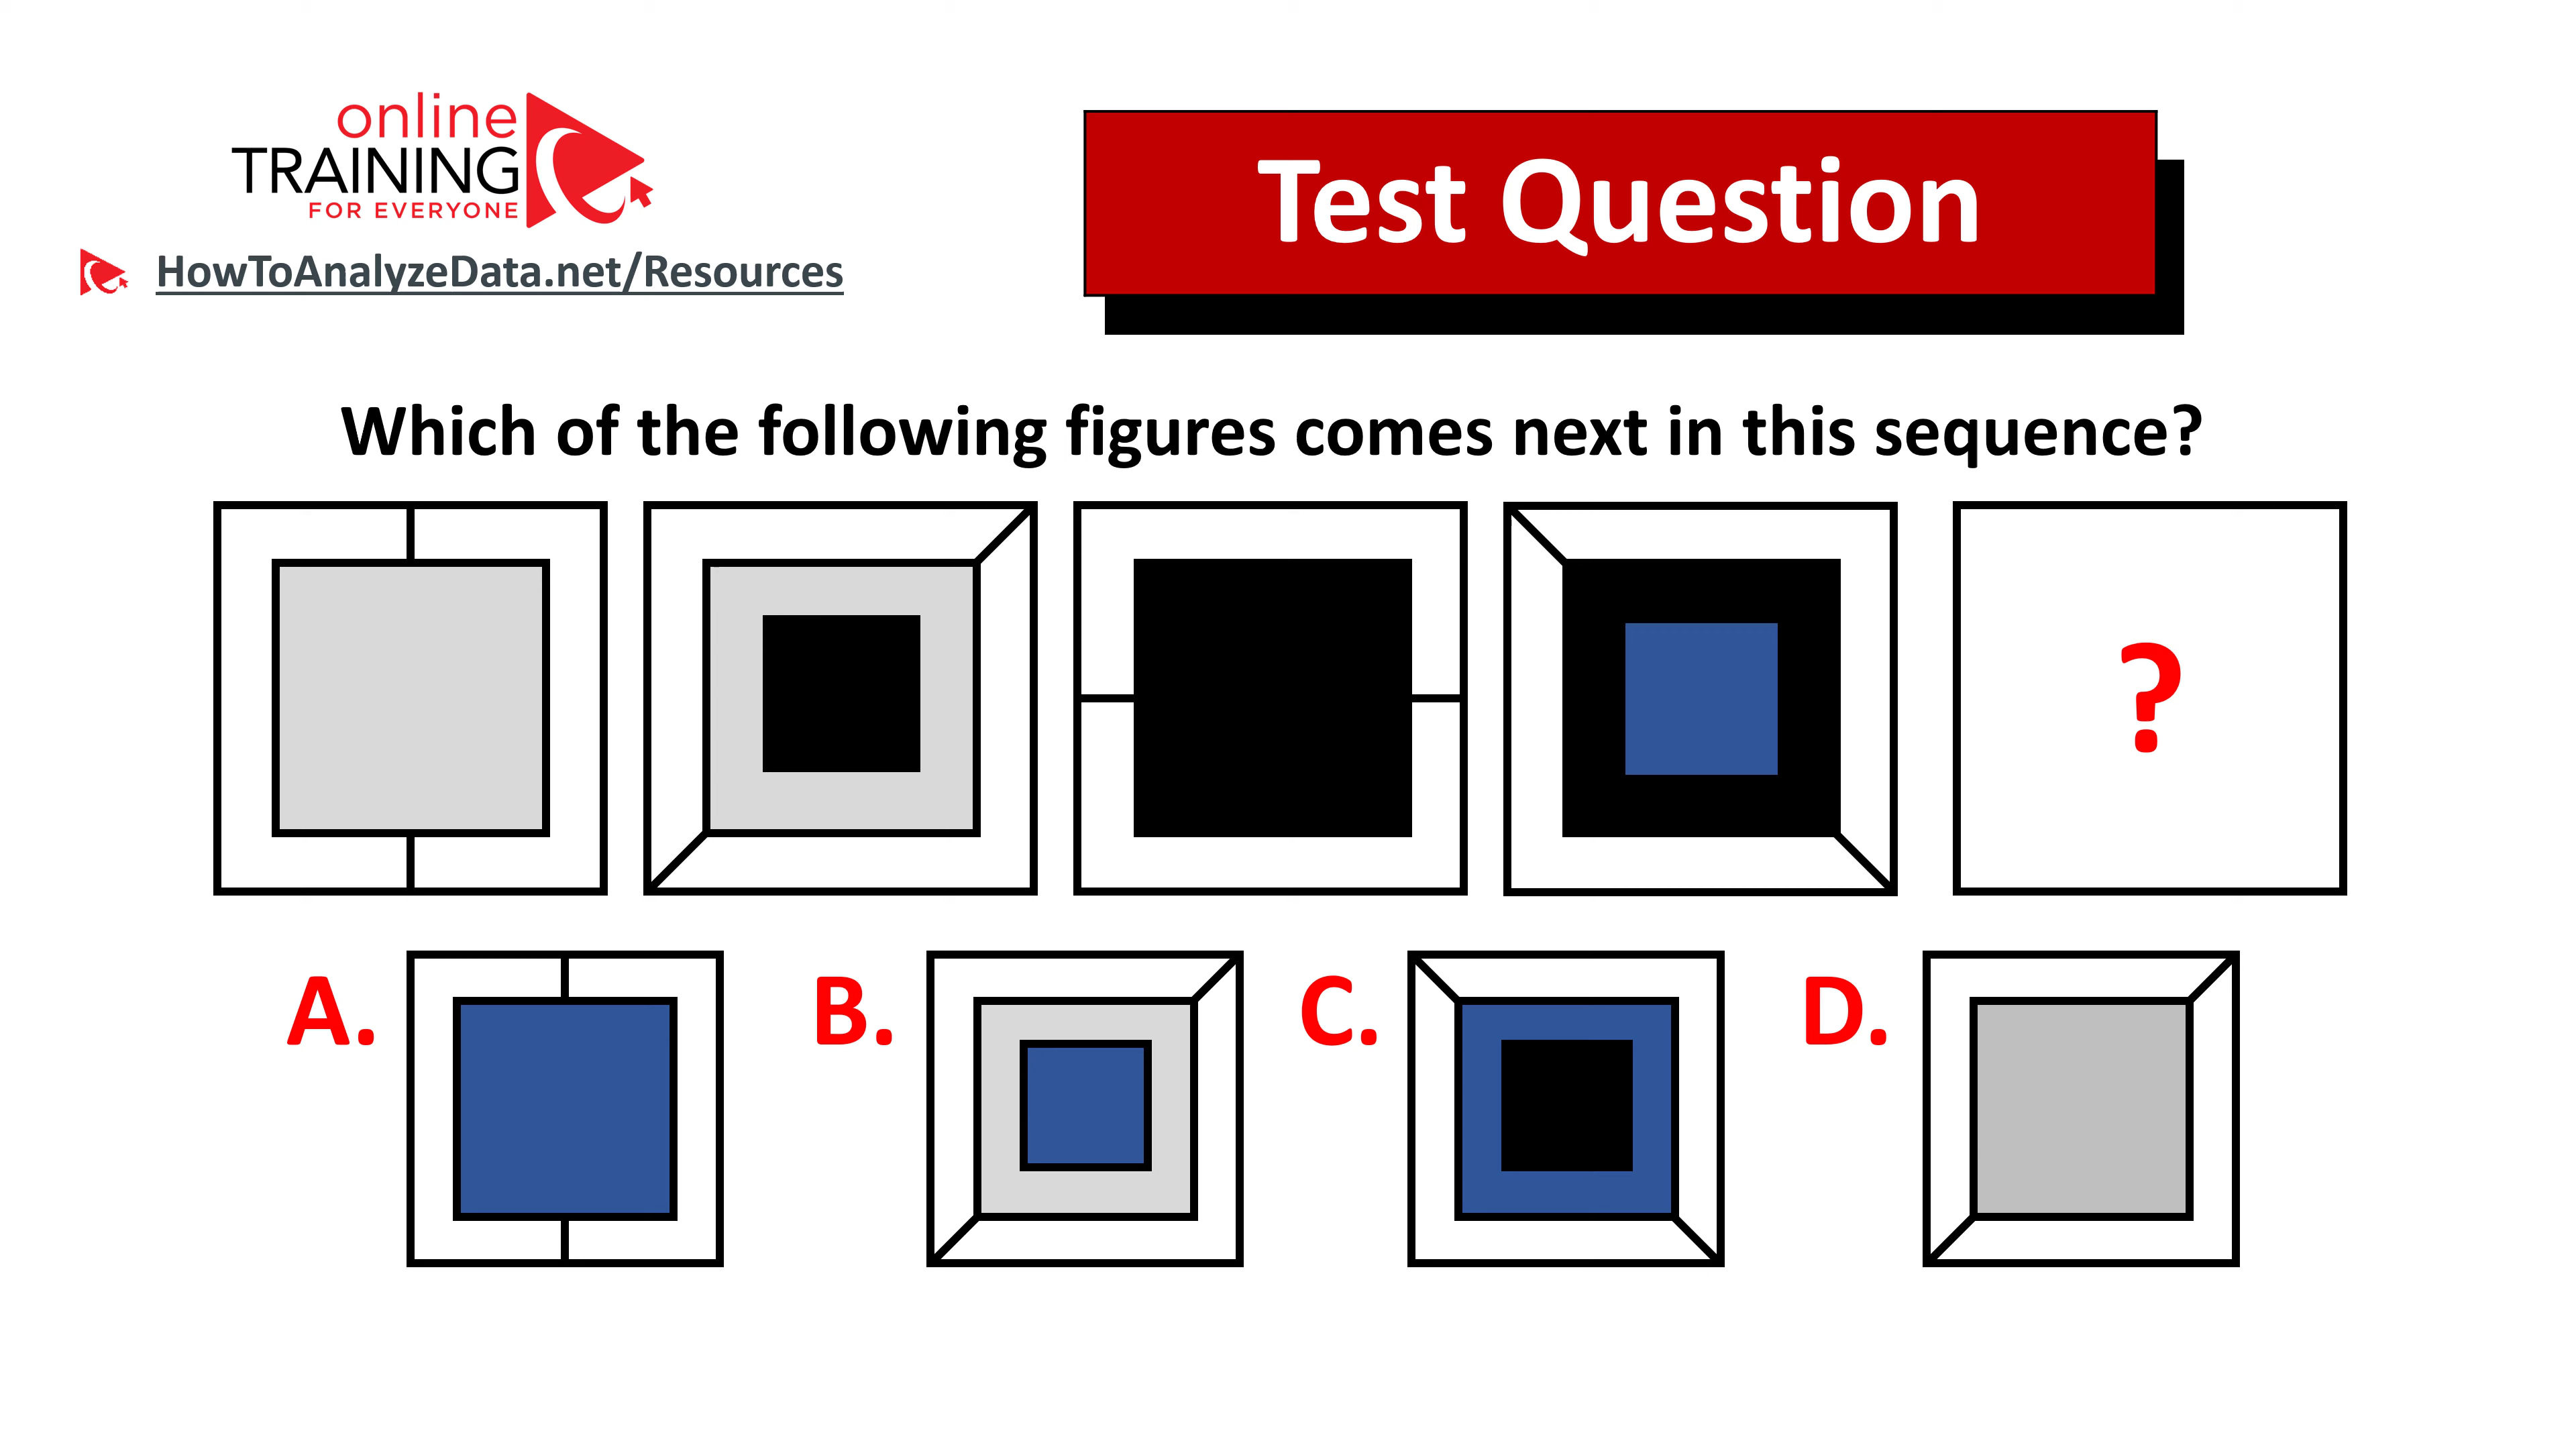 online
TRAINING
FOR EVERYONE
HowToAnalyzeData.net/Resources
Test Question
Which of the following figures comes next in this sequence?
?
A.
B.
C.
D.